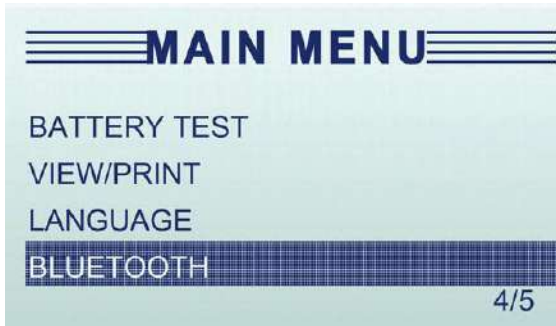 MAIN MENU
BATTERY TEST
VIEW/PRINT
LANGUAGE
BLUETOOTH
4/5